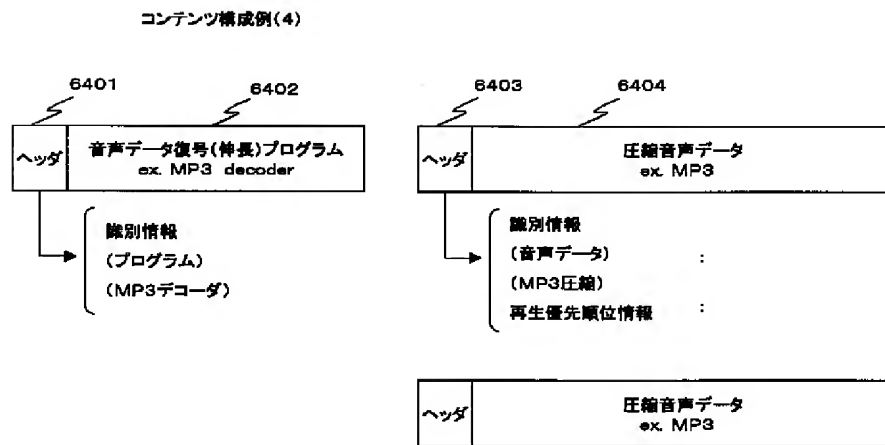 コンテンツ構成例(4)
6401
6402
6403
6404
ヘッダ
音声データ復号(伸長)プログラム
ex. MP3 decoder
ヘッダ
圧縮音声データ
ex. MP3
識別情報
(プログラム)
(MP3デコーダ)
識別情報
(音声データ) :
(MP3圧縮)
再生優先順位情報 :
ヘッダ
圧縮音声データ
ex. MP3